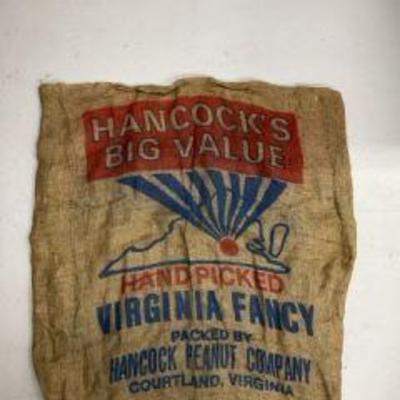 HANCOCK'S
BIG VALUE
HANDPICKED
VIRGINIA FANCY
PACKED BY
HANCOCK PEANUT COMPANY
COURTLAND, VIRGINIA